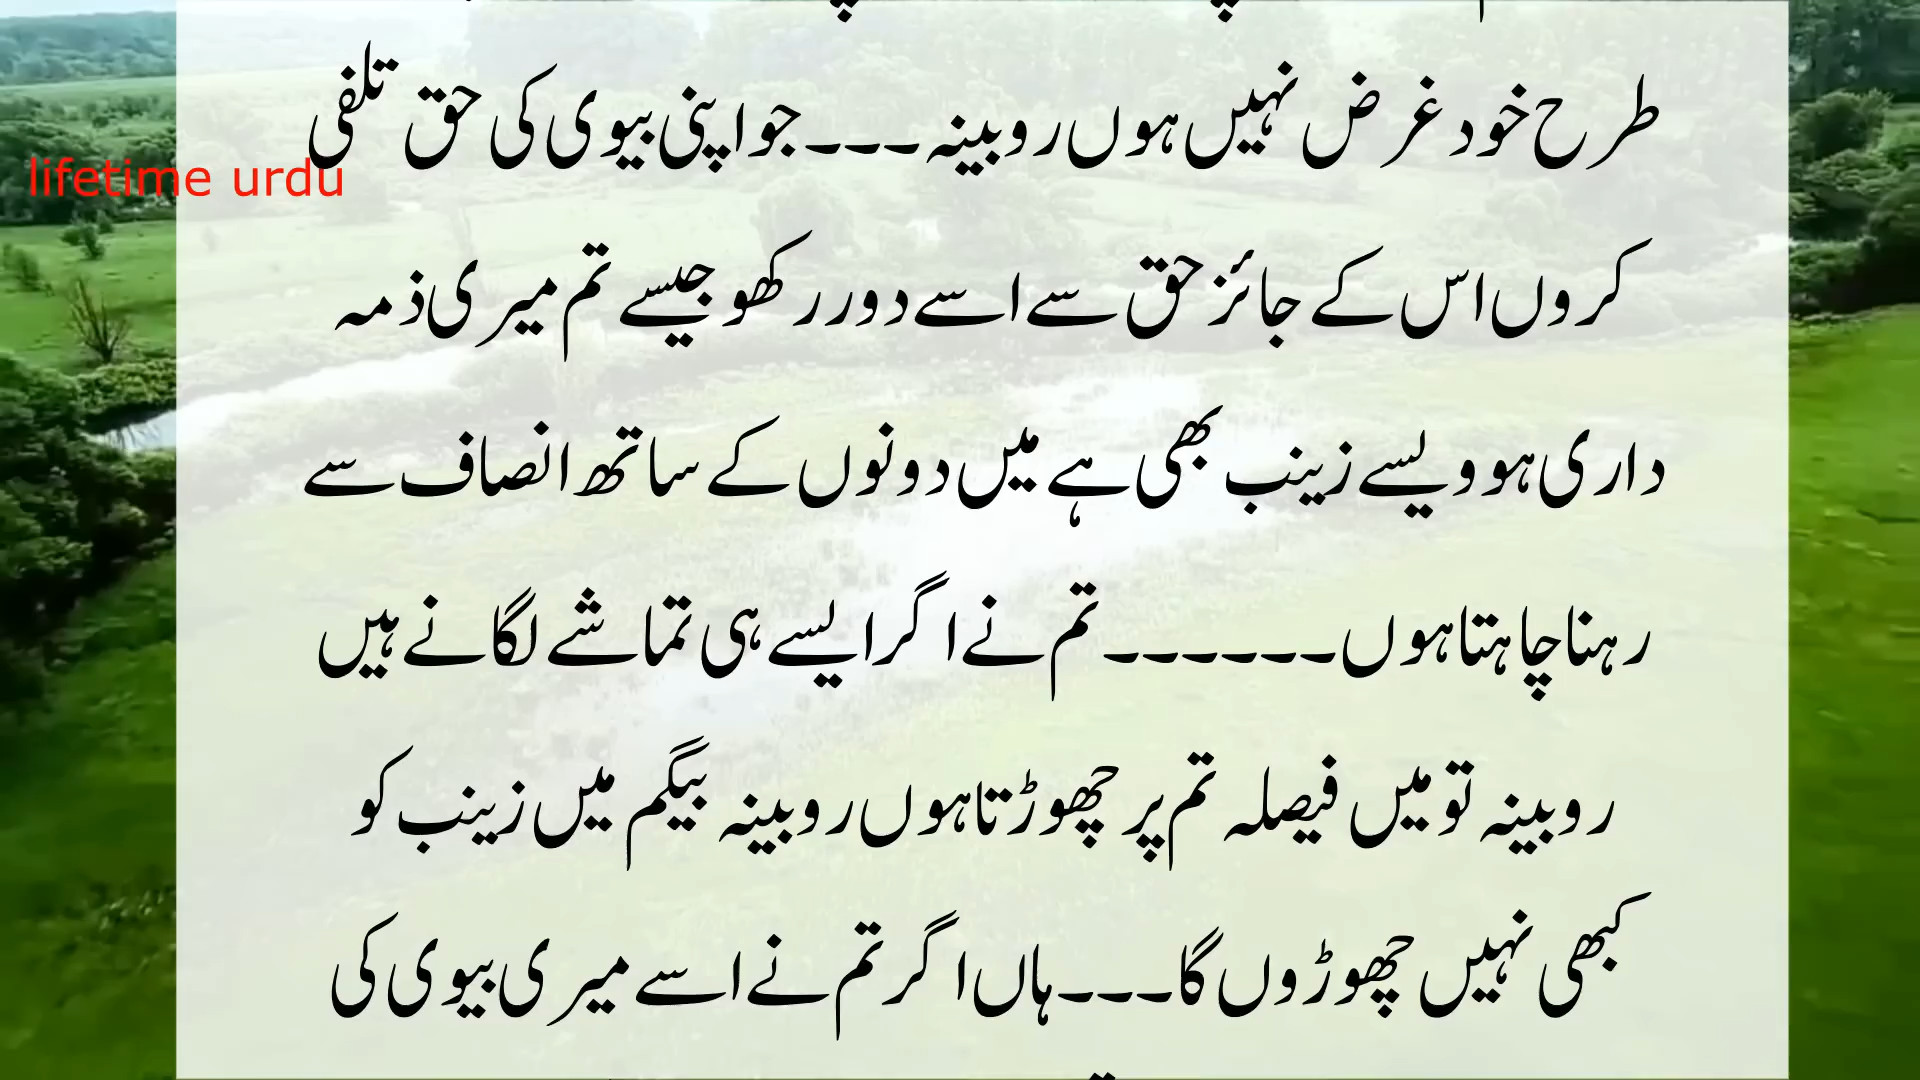 طرح خود غرض نہیں ہوں روبینہ۔۔۔جو اپنی بیوی کی حق تلفی
lifetime urdu
کروں اس کے جائز حق سے اسے دور رکھو جیسے تم میری ذمہ
داری ہو ویسے زینب بھی ہے میں دونوں کے ساتھ انصاف سے
رہنا چاہتا ہوں۔۔۔۔۔۔تم نے اگر ایسے ہی تماشے لگانے ہیں
روبینہ تو میں فیصلہ تم پر چھوڑتا ہوں روبینہ بیگم میں زینب کو
کبھی نہیں چھوڑوں گا۔۔۔ہاں اگر تم نے اسے میری بیوی کی